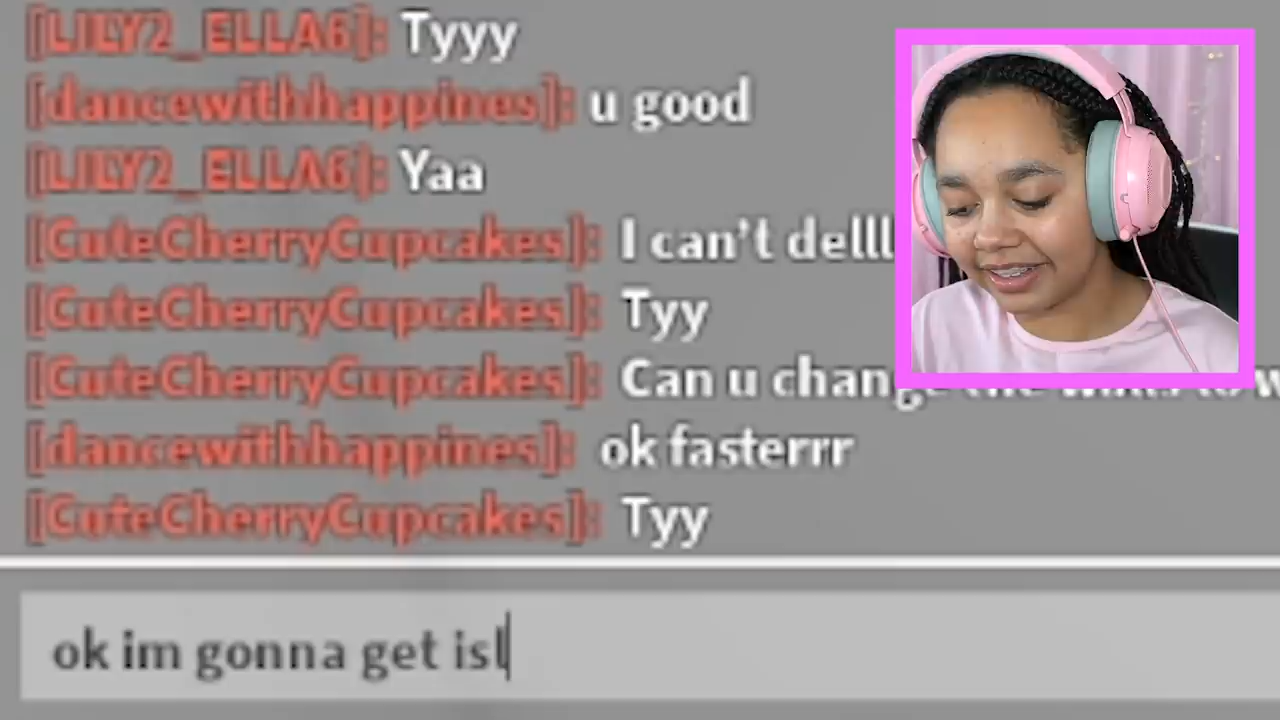 [LILY2_ELLA6]: Tyyy
[dancewithhappines]: u good
[LILY2_ELLA6]: Yaa
[CuteCherryCupcakes]: I can't delll
[CuteCherryCupcakes]: Tyy
[CuteCherryCupcakes]: Can u change
[dancewithhappines]: ok fasterrr
[CuteCherryCupcakes]: Tyy
ok im gonna get isl